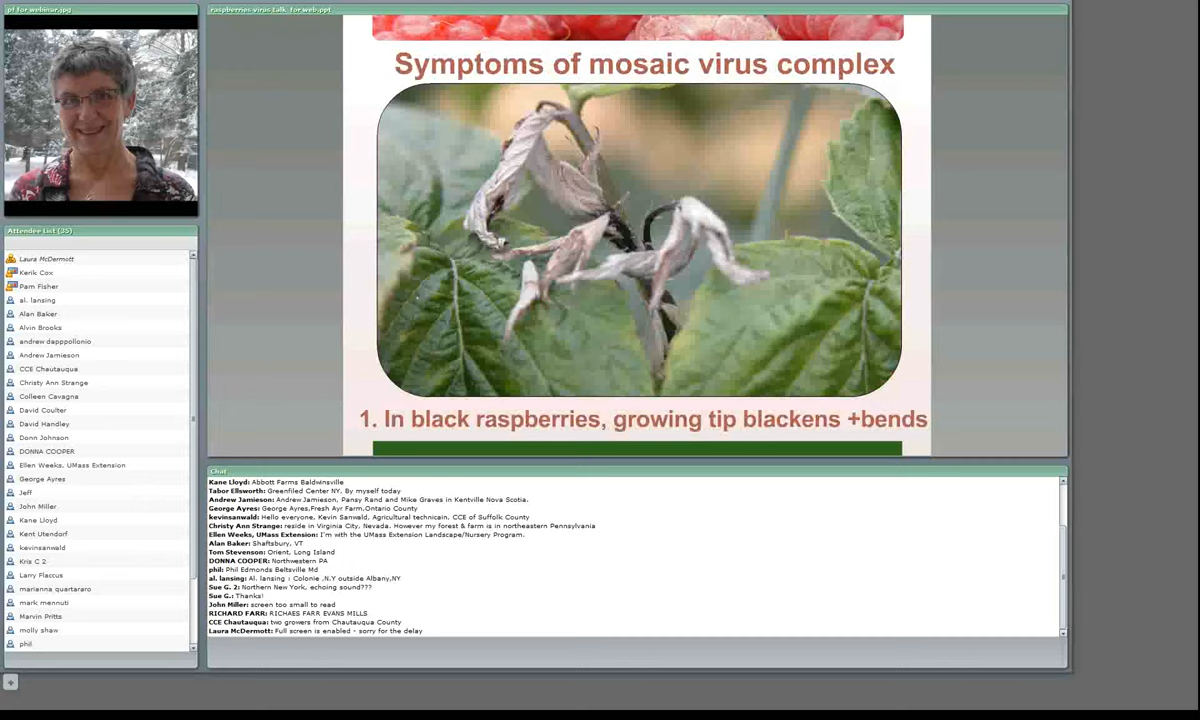 pf for webinar.jpg
raspberries virus talk for web.ppt
Symptoms of mosaic virus complex
1. In black raspberries, growing tip blackens +bends
Attendee List (35)
Laura McDermott
Kerik Cox
Pam Fisher
al. lansing
Alan Baker
Alvin Brooks
andrew dapppollonio
Andrew Jamieson
CCE Chautauqua
Christy Ann Strange
Colleen Cavagna
David Coulter
David Handley
Donn Johnson
DONNA COOPER
Ellen Weeks, UMass Extension
George Ayres
Jeff
John Miller
Kane Lloyd
Kent Utendorf
kevinsanwald
Kris C 2
Larry Flaccus
marianna quartararo
mark mennuti
Marvin Pritts
molly shaw
phil
Chat
Kane Lloyd: Abbott Farms Baldwinsville
Tabor Ellsworth: Greenfiled Center NY, By myself today
Andrew Jamieson: Andrew Jamieson, Pansy Rand and Mike Graves in Kentville Nova Scotia.
George Ayres: George Ayres,Fresh Ayr Farm,Ontario County
kevinsanwald: Hello everyone, Kevin Sanwald, Agricultural technicain, CCE of Suffolk County
Christy Ann Strange: reside in Virginia City, Nevada. However my forest & farm is in northeastern Pennsylvania
Ellen Weeks, UMass Extension: I'm with the UMass Extension Landscape/Nursery Program.
Alan Baker: Shaftsbury, VT
Tom Stevenson: Orient, Long Island
DONNA COOPER: Northwestern PA
phil: Phil Edmonds Beltsville Md
al. lansing: Al. lansing : Colonie ,N.Y outside Albany,NY
Sue G. 2: Northern New York, echoing sound???
Sue G.: Thanks!
John Miller: screen too small to read
RICHARD FARR: RICHAES FARR EVANS MILLS
CCE Chautauqua: two growers from Chautauqua County
Laura McDermott: Full screen is enabled - sorry for the delay